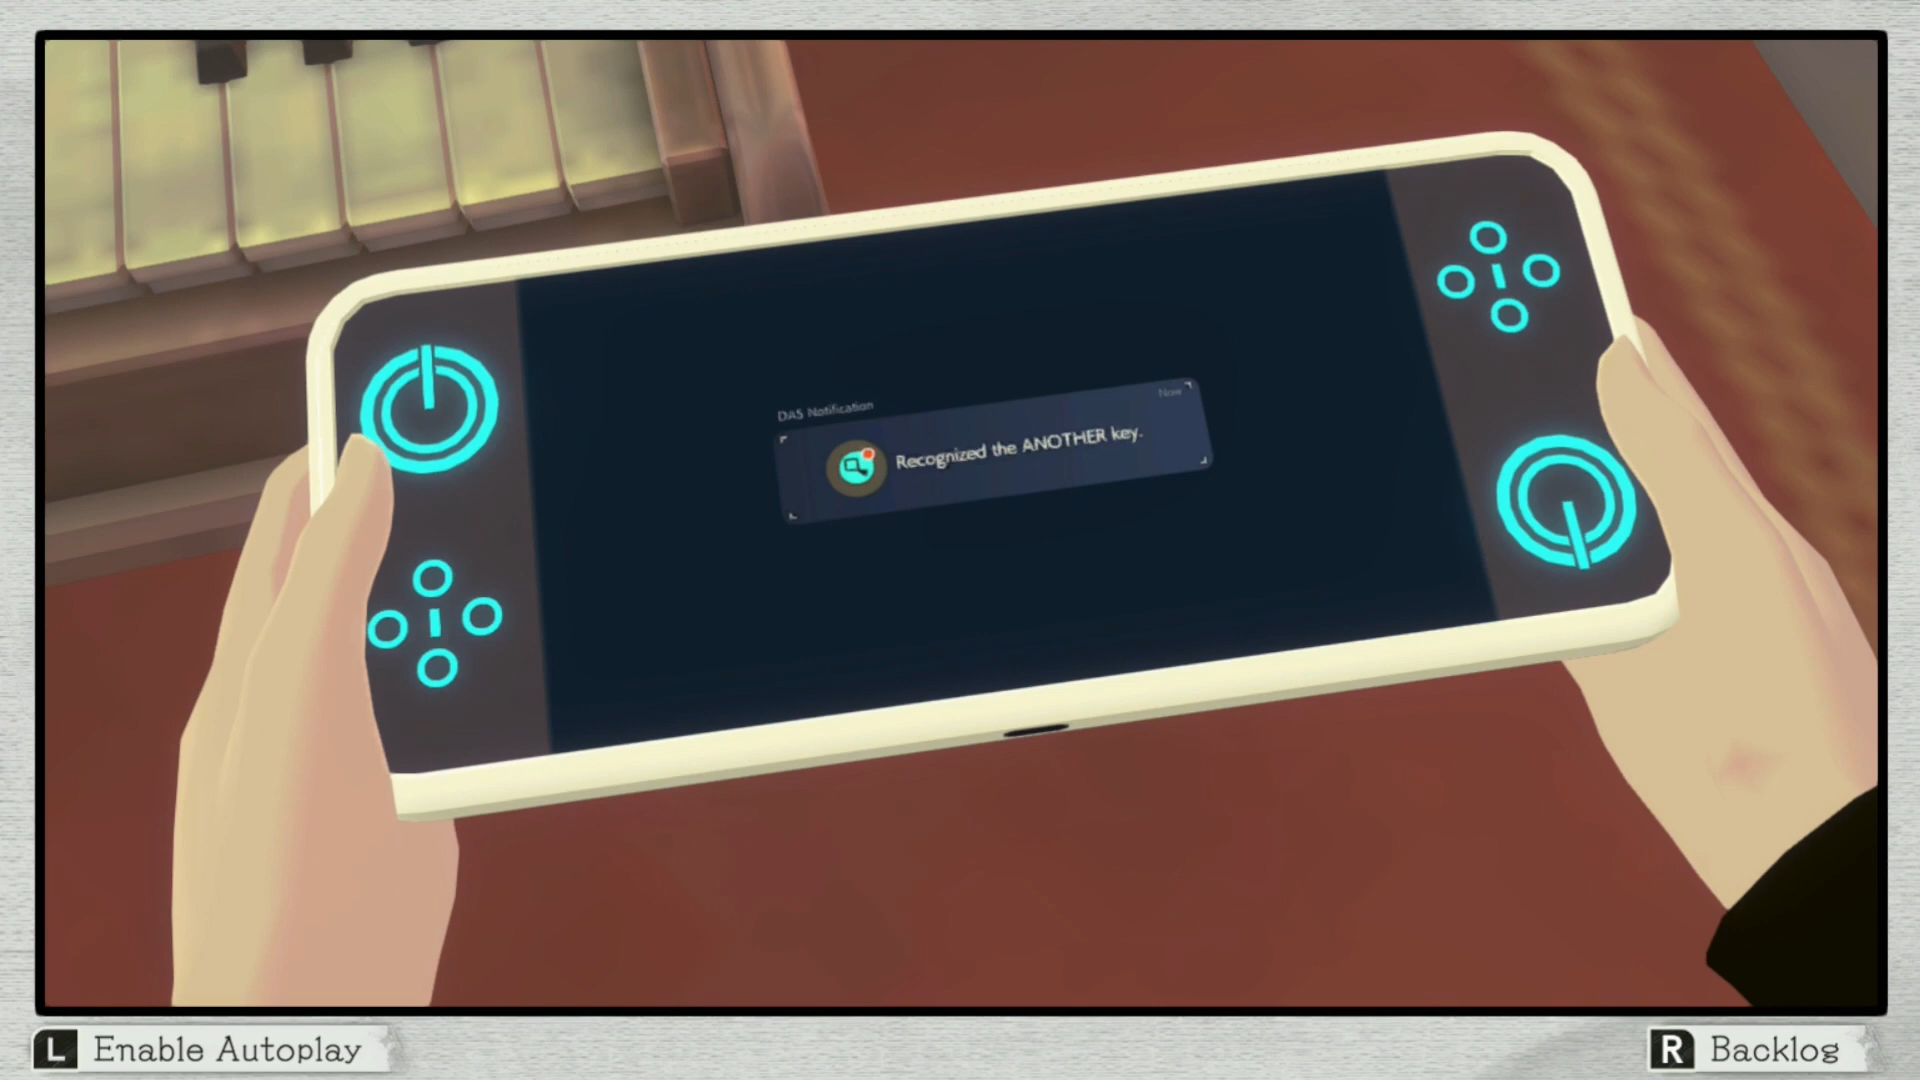 DAS Notification
Now
Recognized the ANOTHER key.
L Enable Autoplay
R Backlog